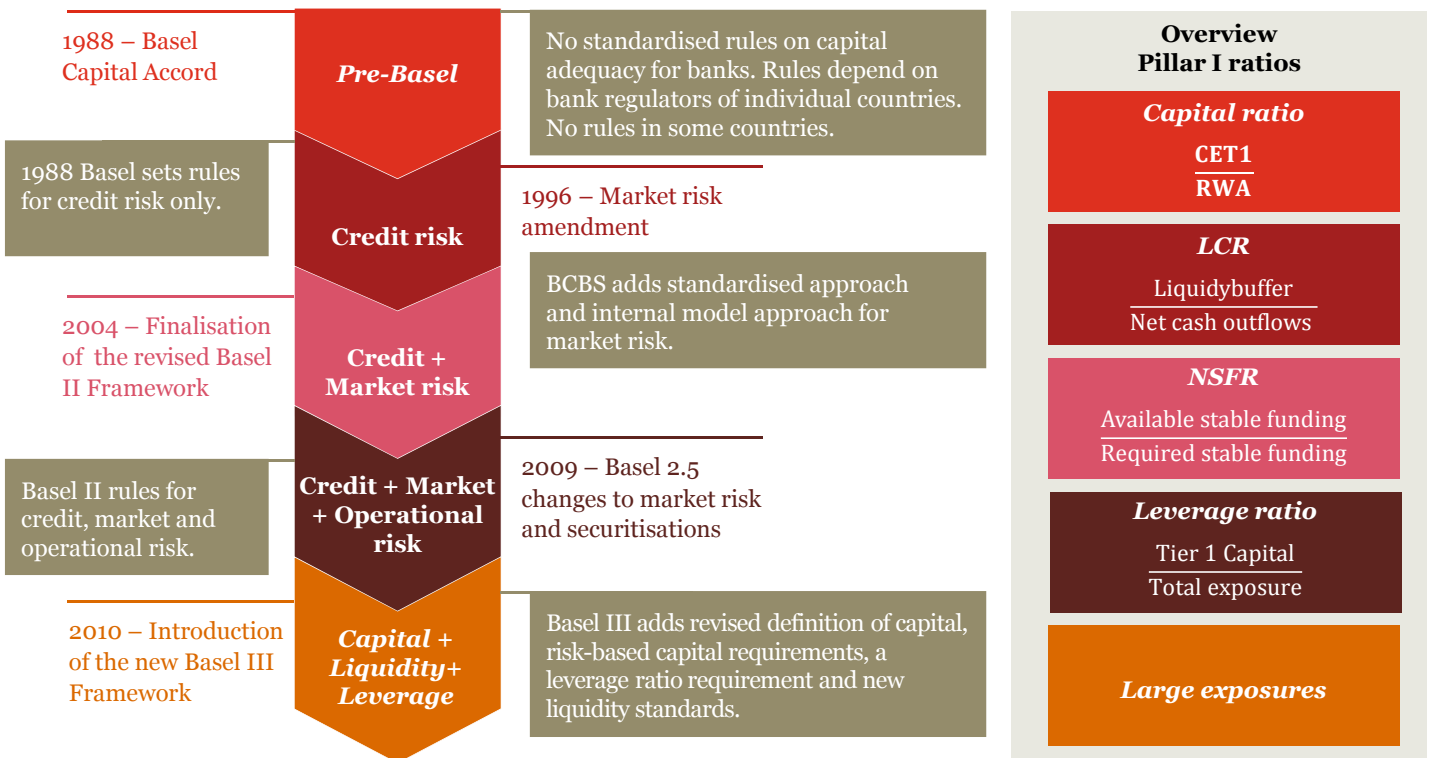 1988 – Basel
Capital Accord
Pre-Basel
No standardised rules on capital
adequacy for banks. Rules depend on
bank regulators of individual countries.
No rules in some countries.
1988 Basel sets rules
for credit risk only.
Credit risk
1996 – Market risk
amendment
BCBS adds standardised approach
and internal model approach for
market risk.
2004 – Finalisation
of the revised Basel
II Framework
Credit +
Market risk
Basel II rules for
credit, market and
operational risk.
Credit + Market
+ Operational
risk
2009 – Basel 2.5
changes to market risk
and securitisations
2010 – Introduction
of the new Basel III
Framework
Capital +
Liquidity+
Leverage
Basel III adds revised definition of capital,
risk-based capital requirements, a
leverage ratio requirement and new
liquidity standards.
Overview
Pillar I ratios
Capital ratio
CET1
RWA
LCR
Liquidybuffer
Net cash outflows
NSFR
Available stable funding
Required stable funding
Leverage ratio
Tier 1 Capital
Total exposure
Large exposures